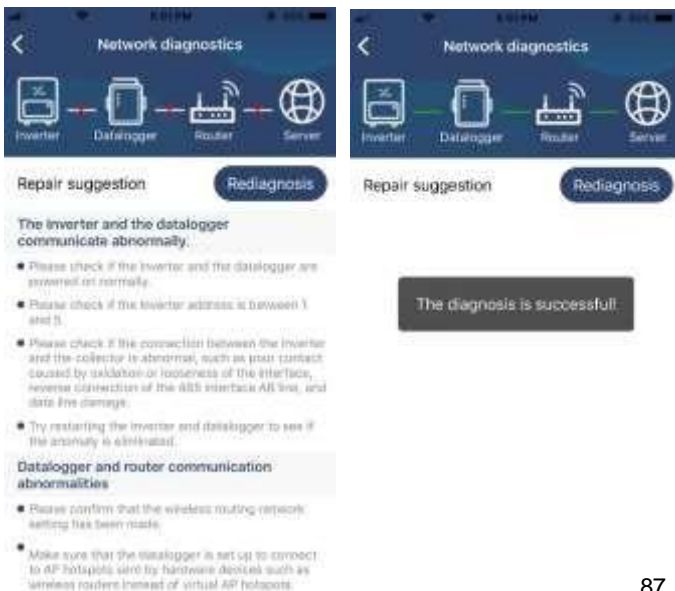 Network diagnostics
Inverter
Datalogger
Router
Server
Repair suggestion
Rediagnosis
The Inverter and the datalogger
communicate abnormally.
Please check if the inverter and the datalogger are
powered on normally.
Please check if the inverter address is between 1
and 5.
Please check if the connection between the inverter
and the collector is abnormal, such as poor contact
caused by oxidation or looseness of the interface,
reverse connection of the 485 interface AB line, and
data line damage.
Try restarting the inverter and datalogger to see if
the anomaly is eliminated.
Datalogger and router communication
abnormalities
Please confirm that the wireless routing network
setting has been made.
Make sure that the datalogger is set up to connect
to AP hotspots sent by hardware devices such as
wireless routers instead of virtual AP hotspots.
Network diagnostics
Inverter
Datalogger
Router
Server
Repair suggestion
Rediagnosis
The diagnosis is successful!
87